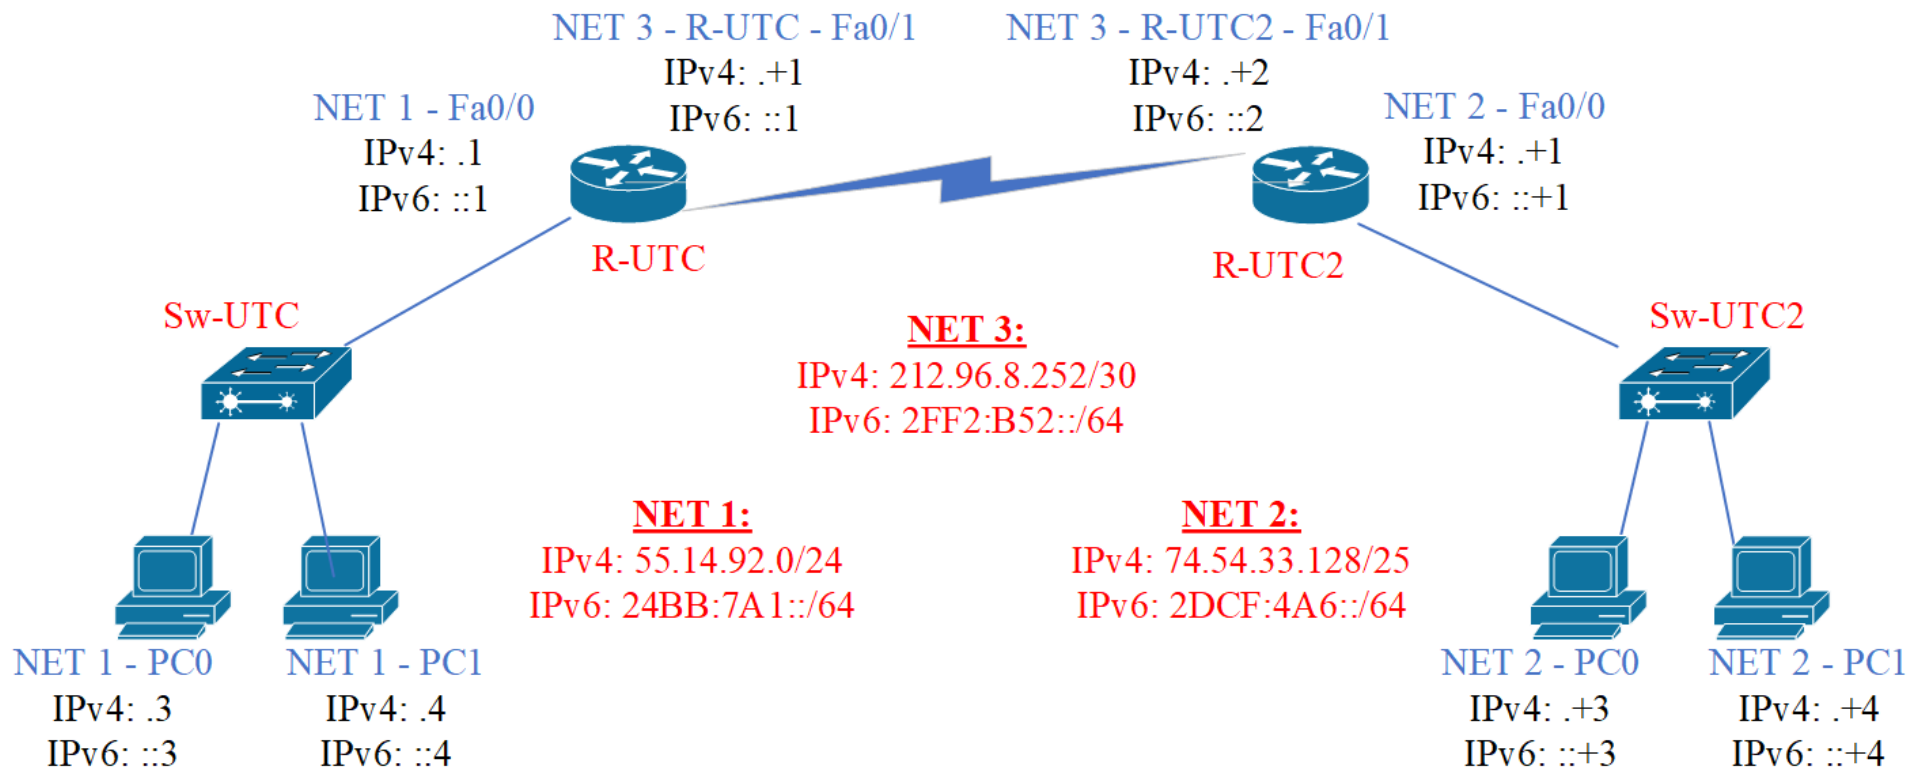 NET 3 - R-UTC - Fa0/1
IPv4: .+1
IPv6: ::1
NET 3 - R-UTC2 - Fa0/1
IPv4: .+2
IPv6: ::2
NET 1 - Fa0/0
IPv4: .1
IPv6: ::1
NET 2 - Fa0/0
IPv4: .+1
IPv6: ::+1
R-UTC
R-UTC2
Sw-UTC
Sw-UTC2
NET 3:
IPv4: 212.96.8.252/30
IPv6: 2FF2:B52::/64
NET 1:
IPv4: 55.14.92.0/24
IPv6: 24BB:7A1::/64
NET 2:
IPv4: 74.54.33.128/25
IPv6: 2DCF:4A6::/64
NET 1 - PC0
IPv4: .3
IPv6: ::3
NET 1 - PC1
IPv4: .4
IPv6: ::4
NET 2 - PC0
IPv4: .+3
IPv6: ::+3
NET 2 - PC1
IPv4: .+4
IPv6: ::+4